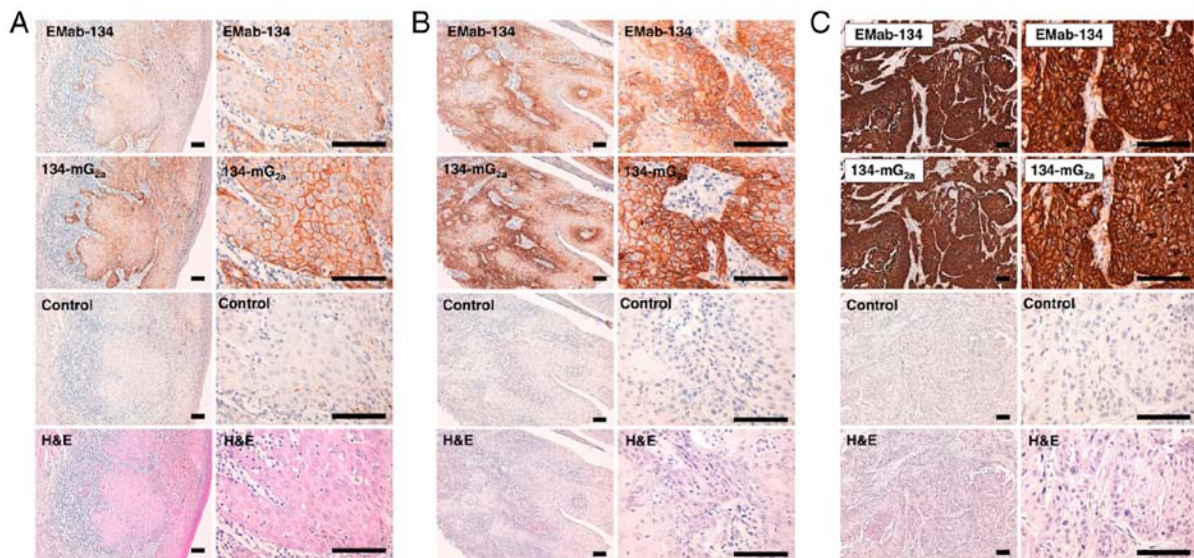 A B C
EMab-134 EMab-134 EMab-134 EMab-134 EMab-134 EMab-134
134-mG2a 134-mG2a 134-mG2a 134-mG2a 134-mG2a 134-mG2a
Control Control Control Control Control Control
H&E H&E H&E H&E H&E H&E